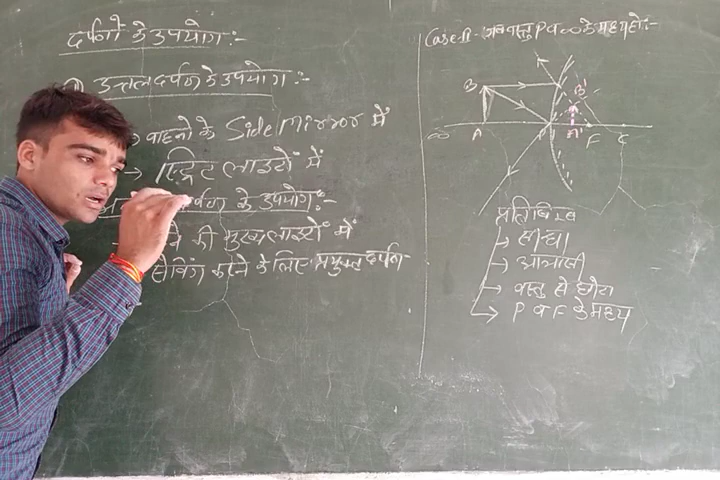 दर्पणों के उपयोग:-
उत्तल दर्पण के उपयोग:-
→ वाहनों के Side Mirror में
→ स्ट्रिट लाइटों में
दर्पण के उपयोग:-
की मुख्य लाइटों में
सेविंग करने के लिए प्रयुक्त दर्पण-
Case-II- जब वस्तु P व ∞ के मध्य हो:-
B
B'
∞
A
A'
F
C
प्रतिबिम्ब
→ सीधा
→ आभासी
→ वस्तु से छोटा
→ P व F के मध्य